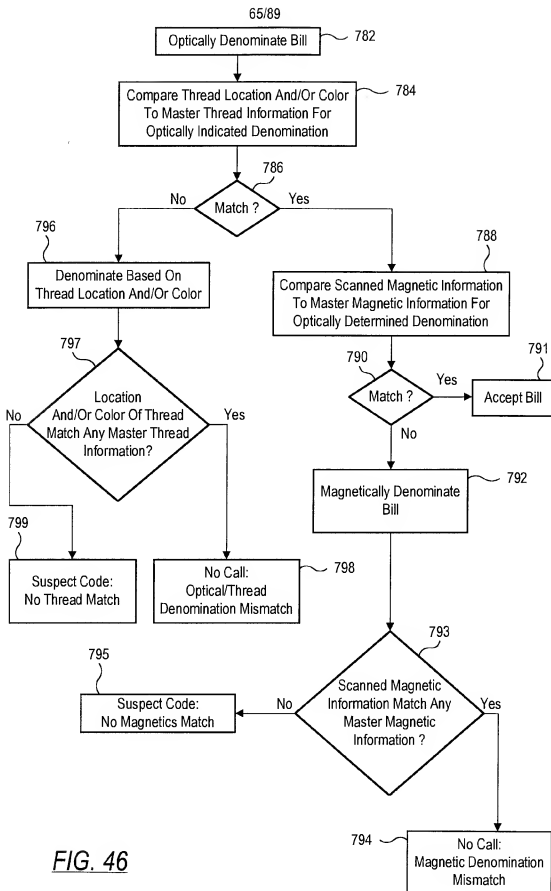 65/89
Optically Denominate Bill
782
Compare Thread Location And/Or Color
To Master Thread Information For
Optically Indicated Denomination
784
786
Match ?
No
Yes
796
Denominate Based On
Thread Location And/Or Color
788
Compare Scanned Magnetic Information
To Master Magnetic Information For
Optically Determined Denomination
797
Location
And/Or Color Of Thread
Match Any Master Thread
Information?
No
Yes
790
Match ?
Yes
No
791
Accept Bill
792
Magnetically Denominate
Bill
799
Suspect Code:
No Thread Match
798
No Call:
Optical/Thread
Denomination Mismatch
793
Scanned Magnetic
Information Match Any
Master Magnetic
Information ?
No
Yes
795
Suspect Code:
No Magnetics Match
794
No Call:
Magnetic Denomination
Mismatch
FIG. 46